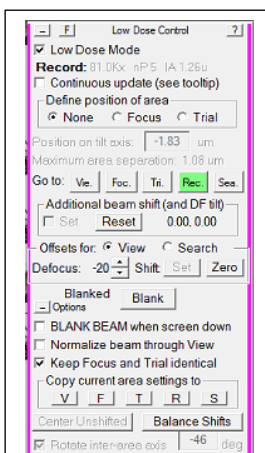 – F Low Dose Control ?
Low Dose Mode
Record: 81.0Kx nP 5 IA 1.26u
Continuous update (see tooltip)
Define position of area
None Focus Trial
Position on tilt axis: -1.83 um
Maximum area separation: 1.08 um
Go to: Vie. Foc. Tri. Rec. Sea.
Additional beam shift (and DF tilt)
Set Reset 0.00, 0.00
Offsets for: View Search
Defocus: -20 Shift: Set Zero
Blanked Blank
– Options
BLANK BEAM when screen down
Normalize beam through View
Keep Focus and Trial identical
Copy current area settings to
V F T R S
Center Unshifted Balance Shifts
Rotate inter-area axis -46 deg